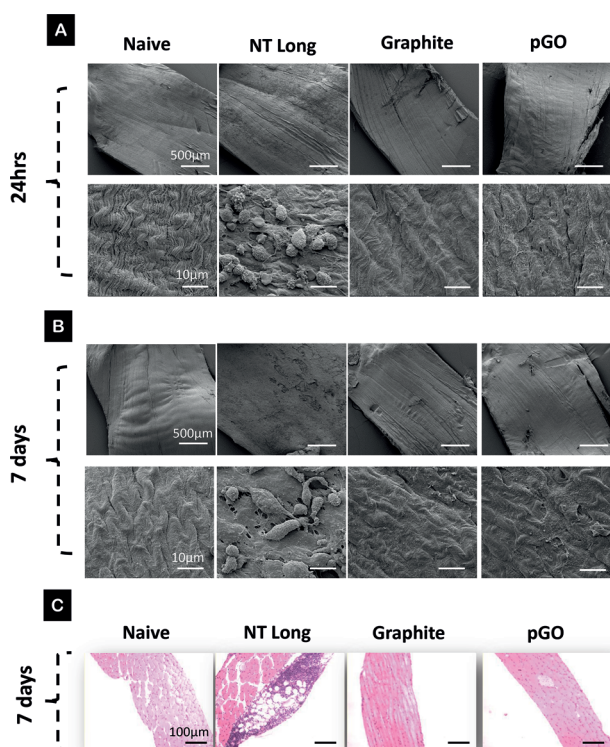 A
Naive NT Long Graphite pGO
24hrs
500μm
10μm
B
7 days
500μm
10μm
C
Naive NT Long Graphite pGO
7 days
100μm